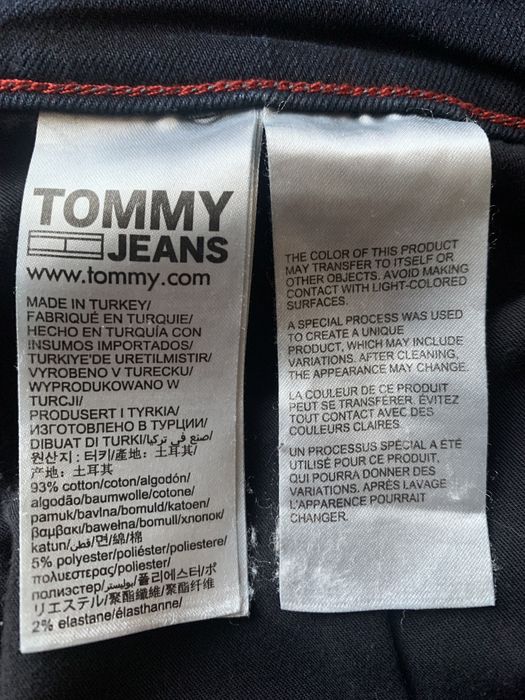 TOMMY
JEANS
www.tommy.com
MADE IN TURKEY/
FABRIQUÉ EN TURQUIE/
HECHO EN TURQUÍA CON
INSUMOS IMPORTADOS/
TURKIYE'DE URETILMISTIR/
VYROBENO V TURECKU/
WYPRODUKOWANO W
TURCJI/
PRODUSERT I TYRKIA/
ИЗГОТОВЛЕНО В ТУРЦИИ/
DIBUAT DI TURKI/صنع في تركيا/
원산지 : 터키/產地: 土耳其/
产地: 土耳其
93% cotton/coton/algodón/
algodão/baumwolle/cotone/
pamuk/bavlna/bomuld/katoen/
βαμβακι/bawełna/bomull/хлопок/
katun/قطن/면/綿/棉
5% polyester/poliéster/poliestere/
πολυεστερας/poliester/
полиэстер/بوليستر/폴리에스터/ポ
リエステル/聚酯纖維/聚酯纤维
2% elastane/élasthanne/
THE COLOR OF THIS PRODUCT
MAY TRANSFER TO ITSELF OR
OTHER OBJECTS. AVOID MAKING
CONTACT WITH LIGHT-COLORED
SURFACES.
A SPECIAL PROCESS WAS USED
TO CREATE A UNIQUE
PRODUCT, WHICH MAY INCLUDE
VARIATIONS. AFTER CLEANING,
THE APPEARANCE MAY CHANGE.
LA COULEUR DE CE PRODUIT
PEUT SE TRANSFÉRER. ÉVITEZ
TOUT CONTACT AVEC DES
COULEURS CLAIRES.
UN PROCESSUS SPÉCIAL A ÉTÉ
UTILISÉ POUR CE PRODUIT,
QUI POURRA DONNER DES
VARIATIONS. APRÈS LAVAGE
L'APPARENCE POURRAIT
CHANGER.